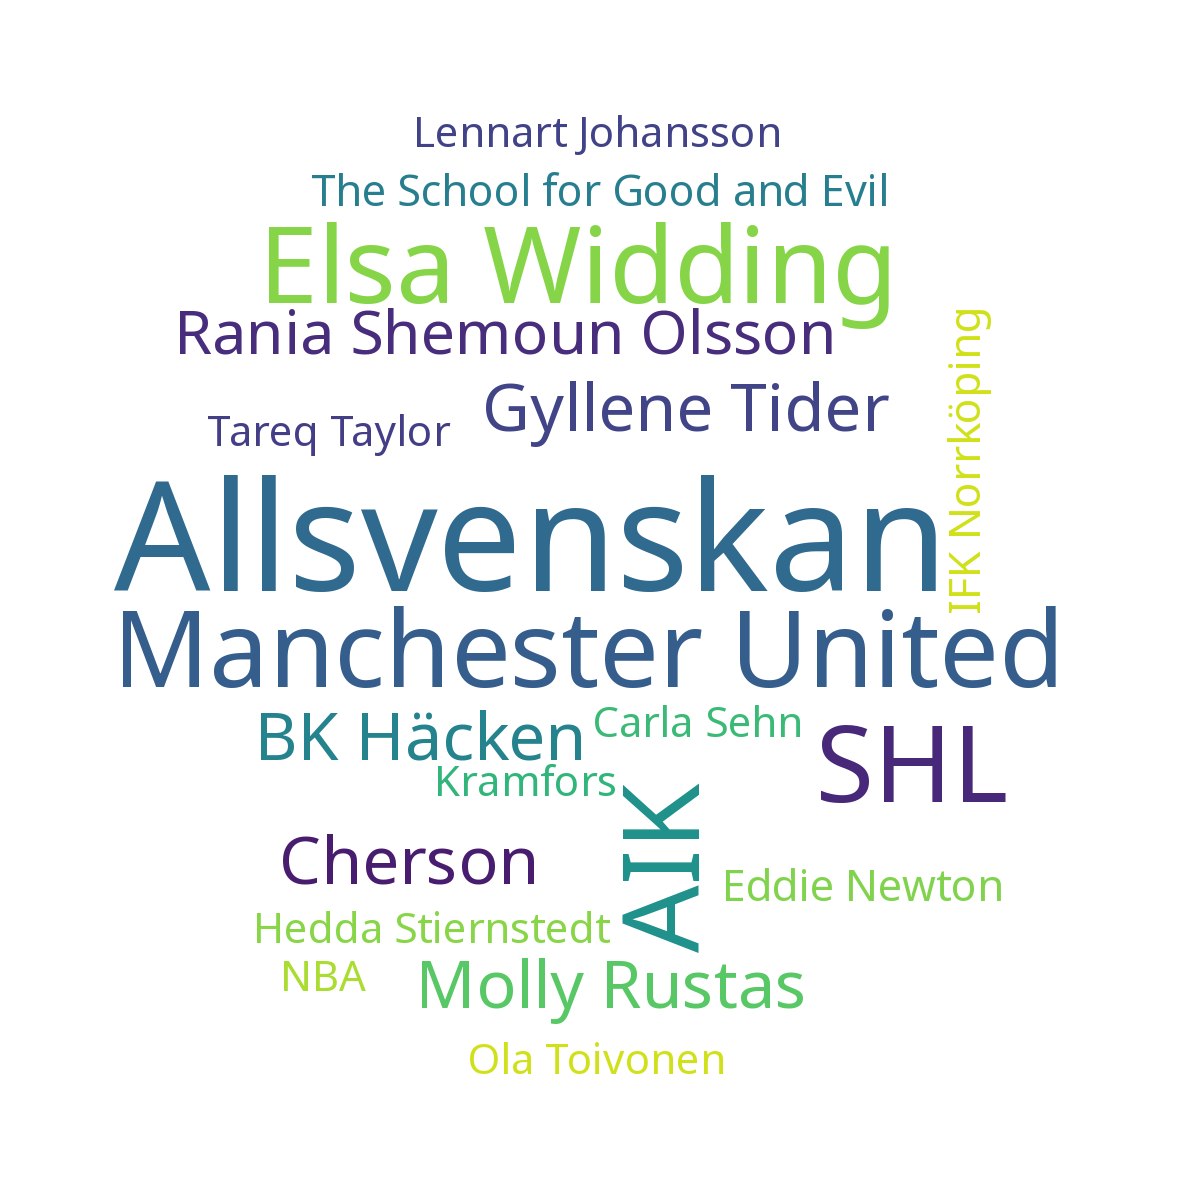 Lennart Johansson
The School for Good and Evil
Elsa Widding
Rania Shemoun Olsson
Gyllene Tider
Tareq Taylor
IFK Norrköping
Allsvenskan
Manchester United
BK Häcken
Carla Sehn
SHL
Kramfors
AIK
Cherson
Eddie Newton
Hedda Stiernstedt
NBA
Molly Rustas
Ola Toivonen